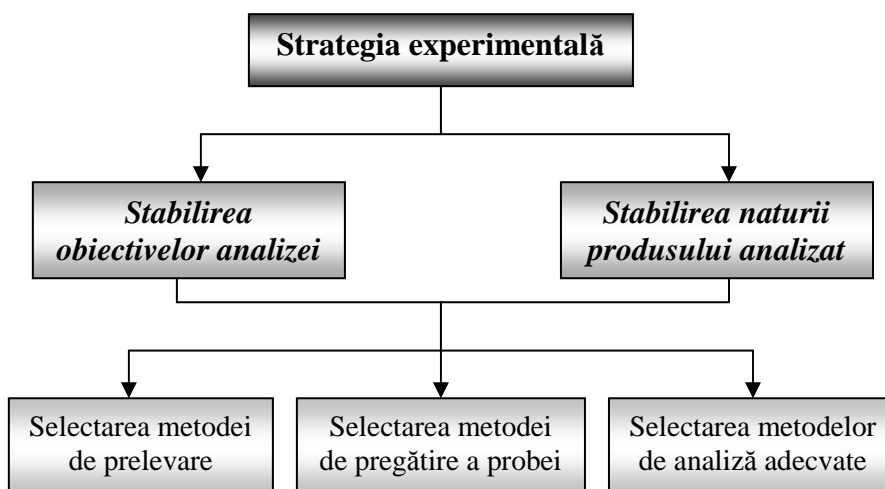 Strategia experimentală
Stabilirea
obiectivelor analizei
Stabilirea naturii
produsului analizat
Selectarea metodei
de prelevare
Selectarea metodei
de pregătire a probei
Selectarea metodelor
de analiză adecvate